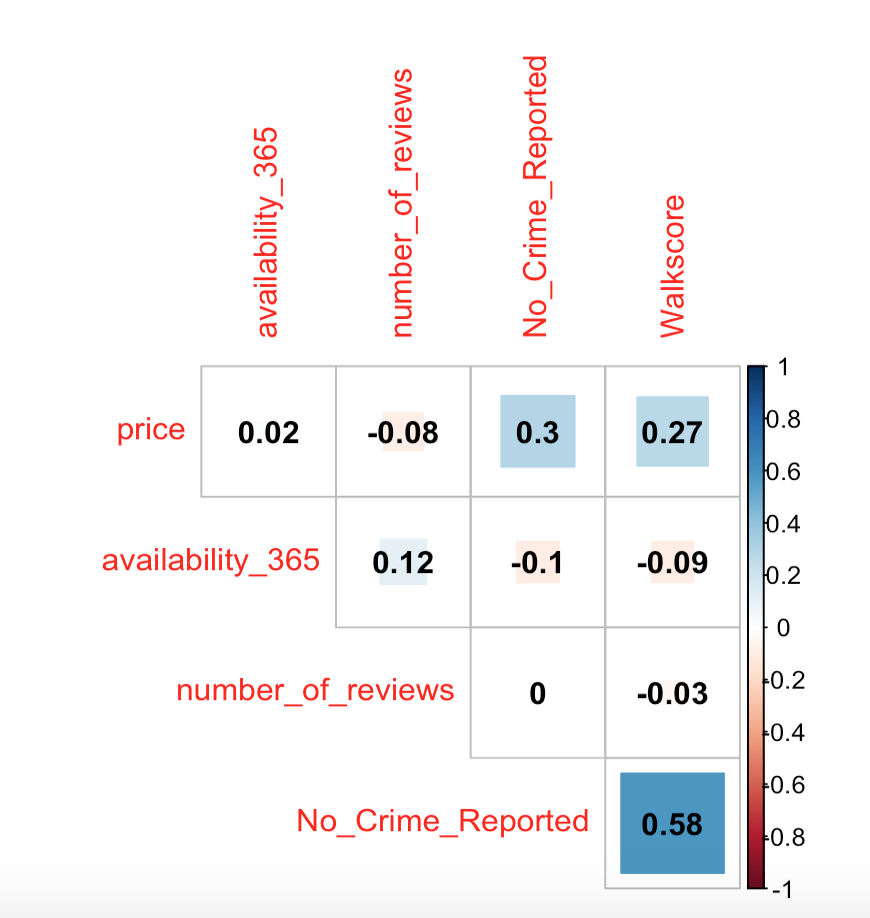 availability_365
number_of_reviews
No_Crime_Reported
Walkscore
price
0.02
-0.08
0.3
0.27
availability_365
0.12
-0.1
-0.09
number_of_reviews
0
-0.03
No_Crime_Reported
0.58
1
0.8
0.6
0.4
0.2
0
-0.2
-0.4
-0.6
-0.8
-1